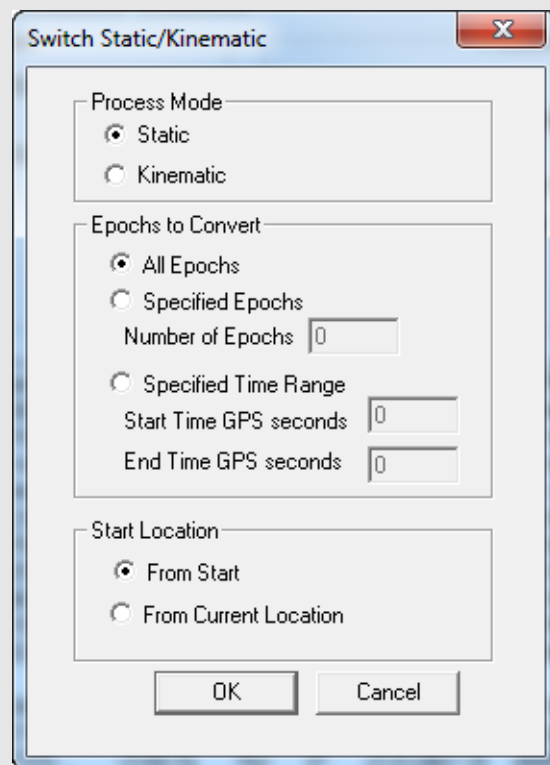 Switch Static/Kinematic
Process Mode
Static
Kinematic
Epochs to Convert
All Epochs
Specified Epochs
Number of Epochs 0
Specified Time Range
Start Time GPS seconds 0
End Time GPS seconds 0
Start Location
From Start
From Current Location
OK Cancel